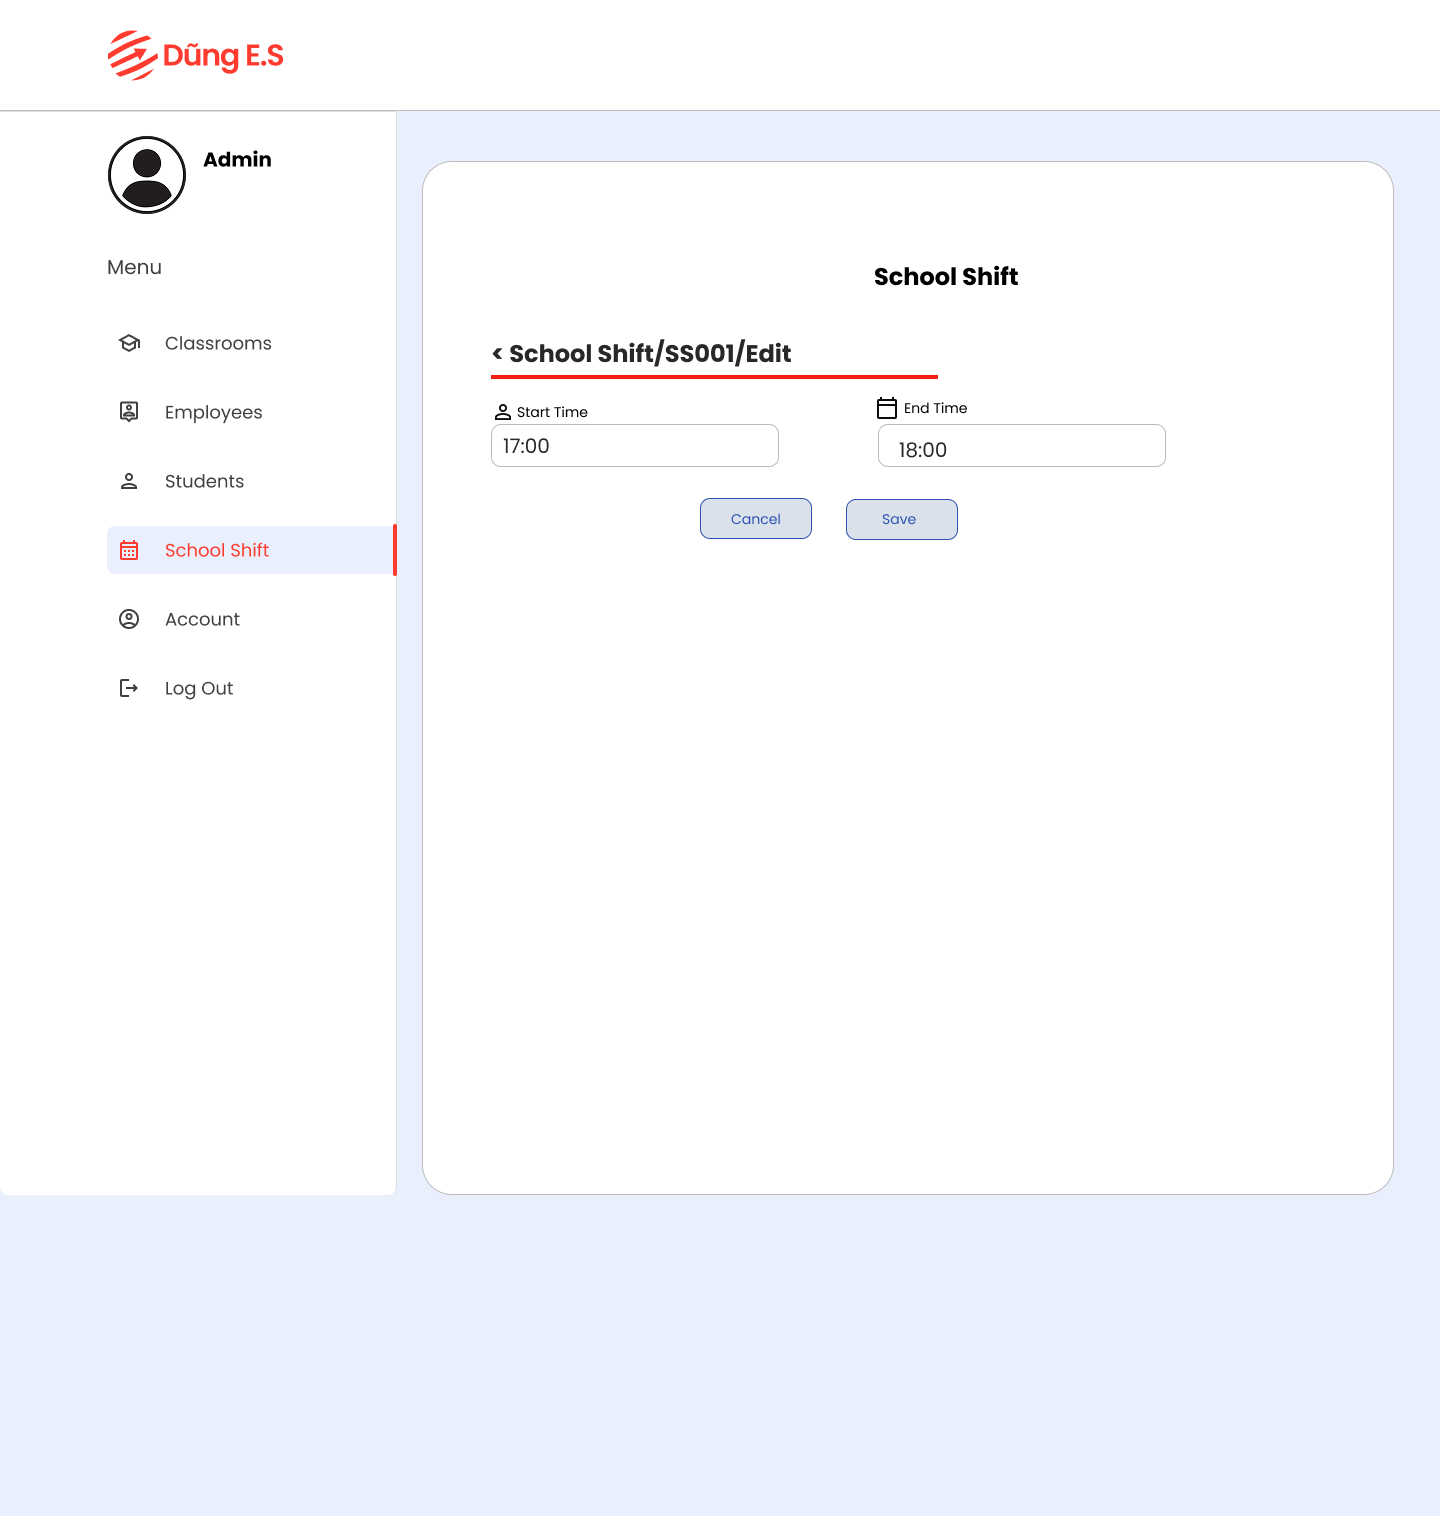 Dũng E.S
Admin
Menu
Classrooms
Employees
Students
School Shift
Account
Log Out
School Shift
< School Shift/SS001/Edit
Start Time
End Time
17:00
18:00
Cancel
Save